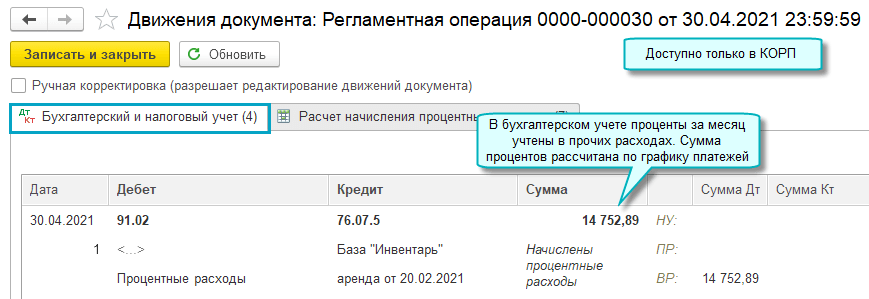 Движения документа: Регламентная операция 0000-000030 от 30.04.2021 23:59:59
Записать и закрыть
Обновить
Доступно только в КОРП
Ручная корректировка (разрешает редактирование движений документа)
Дт
Кт
Бухгалтерский и налоговый учет (4)
Расчет начисления процентны
В бухгалтерском учете проценты за месяц
учтены в прочих расходах. Сумма
процентов рассчитана по графику платежей
Дата Дебет Кредит Сумма Сумма Дт Сумма Кт
30.04.2021 91.02 76.07.5 14 752,89 НУ:
1 <...> База "Инвентарь" Начислены ПР:
процентные
Процентные расходы аренда от 20.02.2021 расходы ВР: 14 752,89